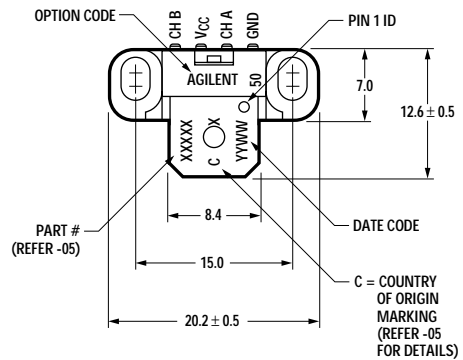 OPTION CODE
CH B
VCC
CH A
GND
PIN 1 ID
AGILENT
50
7.0
12.6 ± 0.5
XXXXX
C X
YYWW
8.4
PART #
(REFER -05)
DATE CODE
15.0
C = COUNTRY
OF ORIGIN
MARKING
(REFER -05
FOR DETAILS)
20.2 ± 0.5